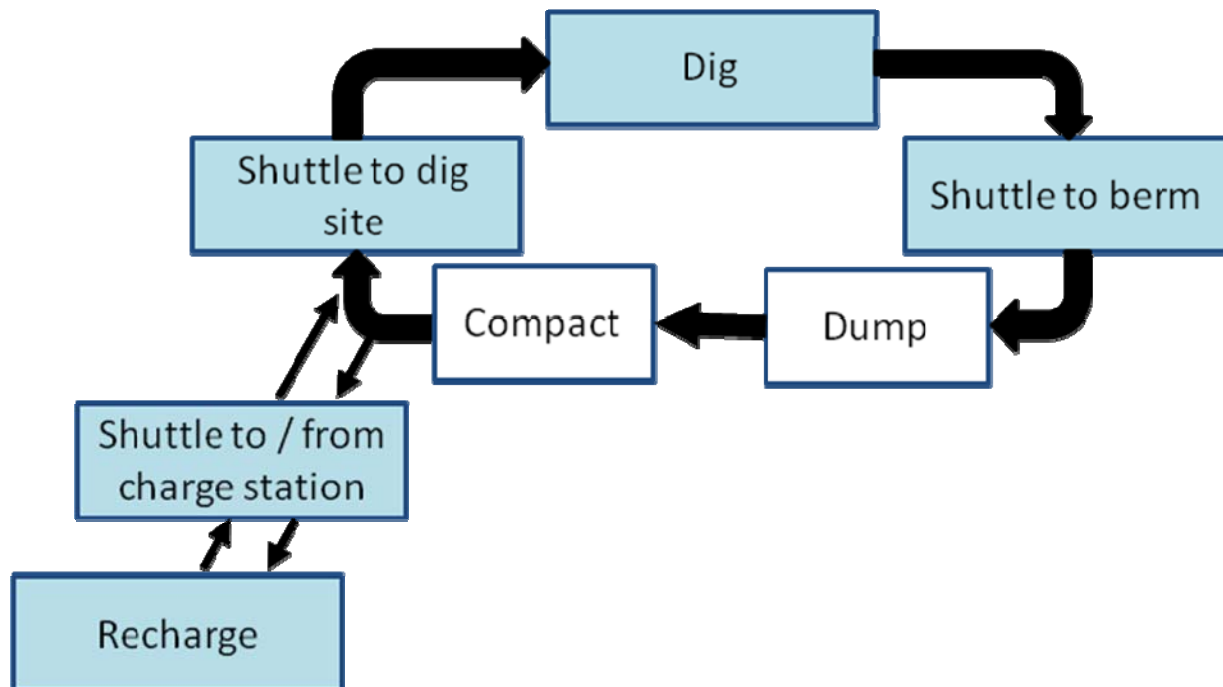 Dig
Shuttle to dig
site
Shuttle to berm
Compact
Dump
Shuttle to / from
charge station
Recharge